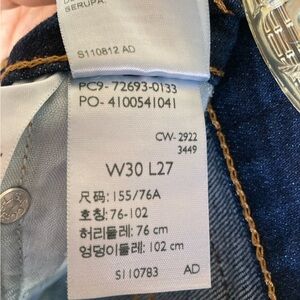 GERUPA.
S110812 AD
PC9- 72693-0133
PO- 4100541041
CW- 2922
3449
W30 L27
尺码: 155/76A
호칭: 76-102
허리둘레: 76 cm
엉덩이둘레: 102 cm
S110783 AD